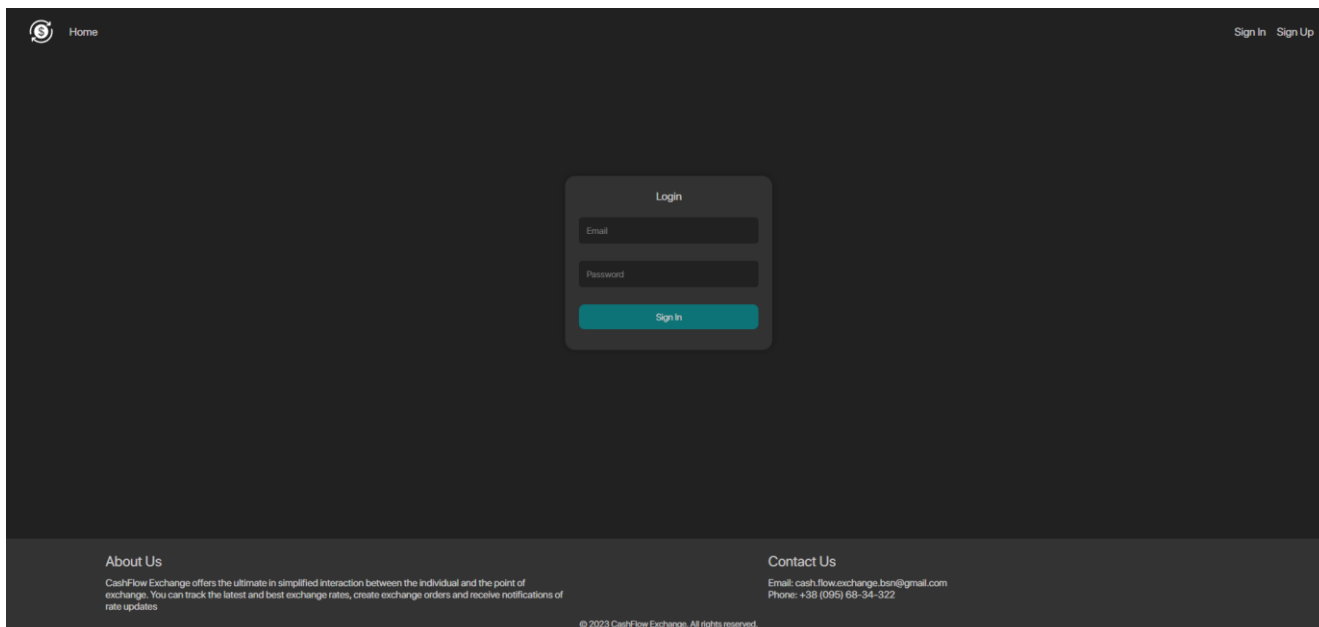 Home
Sign In Sign Up
Login
Email
Password
Sign In
About Us
CashFlow Exchange offers the ultimate in simplified interaction between the individual and the point of
exchange. You can track the latest and best exchange rates, create exchange orders and receive notifications of
rate updates
Contact Us
Email: cash.flow.exchange.bsn@gmail.com
Phone: +38 (095) 68-34-322
© 2023 CashFlow Exchange. All rights reserved.